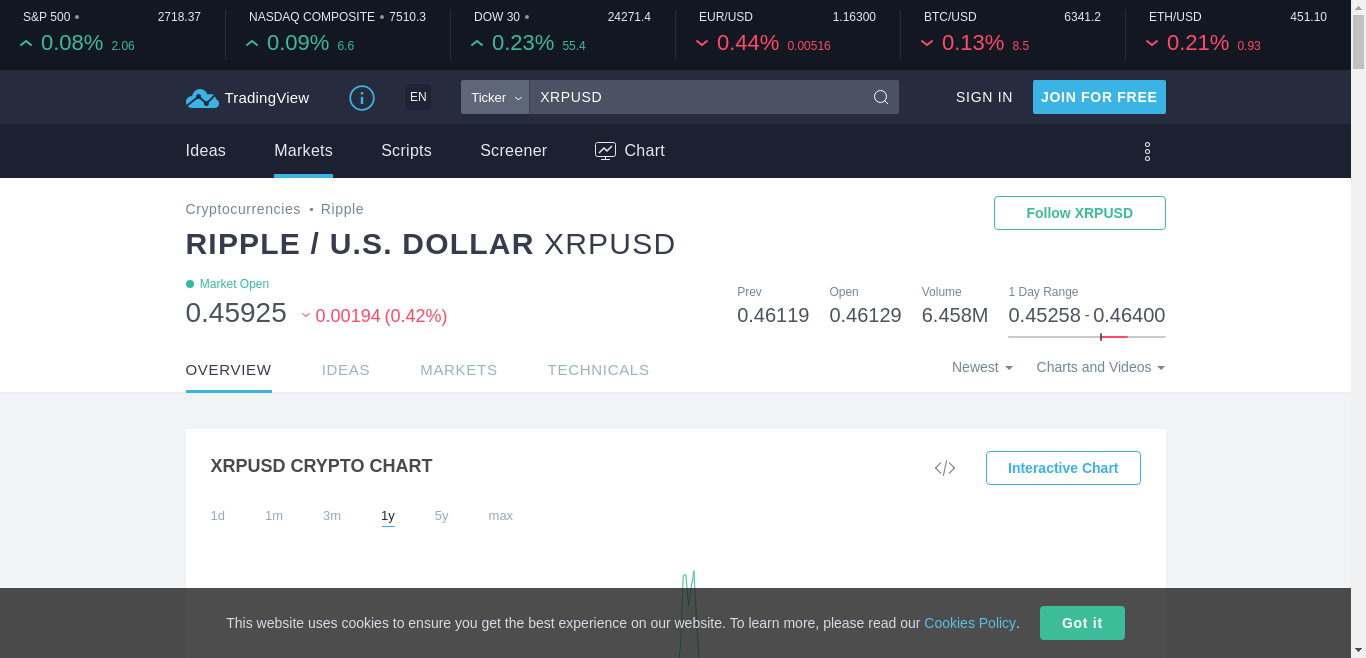 S&P 500 • 2718.37
0.08% 2.06
NASDAQ COMPOSITE • 7510.3
0.09% 6.6
DOW 30 • 24271.4
0.23% 55.4
EUR/USD 1.16300
0.44% 0.00516
BTC/USD 6341.2
0.13% 8.5
ETH/USD 451.10
0.21% 0.93
TradingView EN Ticker XRPUSD SIGN IN JOIN FOR FREE
Ideas Markets Scripts Screener Chart
Cryptocurrencies • Ripple
Follow XRPUSD
RIPPLE / U.S. DOLLAR XRPUSD
Market Open
0.45925 0.00194 (0.42%)
Prev Open Volume 1 Day Range
0.46119 0.46129 6.458M 0.45258 - 0.46400
OVERVIEW IDEAS MARKETS TECHNICALS Newest Charts and Videos
XRPUSD CRYPTO CHART </> Interactive Chart
1d 1m 3m 1y 5y max
This website uses cookies to ensure you get the best experience on our website. To learn more, please read our Cookies Policy. Got it